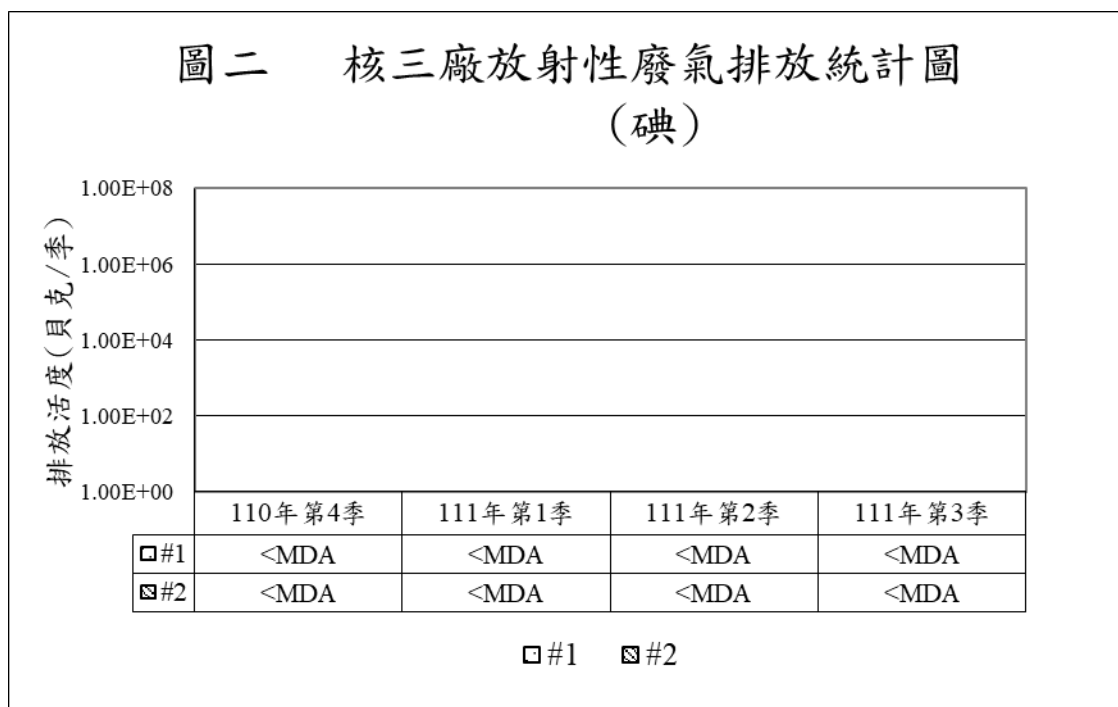 圖二 核三廠放射性廢氣排放統計圖
(碘)
排放活度(貝克/季)
1.00E+08
1.00E+06
1.00E+04
1.00E+02
1.00E+00
110年第4季 111年第1季 111年第2季 111年第3季
#1 <MDA <MDA <MDA <MDA
#2 <MDA <MDA <MDA <MDA
#1 #2